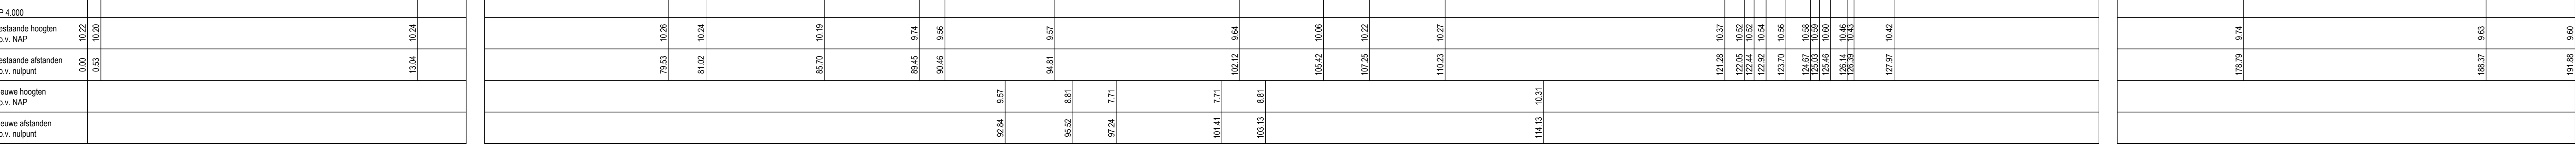 P 4.000
estaande hoogten
o.v. NAP
10.22 10.20 10.24 10.26 10.24 10.19 9.74 9.56 9.57 9.64 10.06 10.22 10.27 10.37 10.52 10.52 10.54 10.56 10.58 10.59 10.60 10.46 10.43 10.42 9.74 9.63 9.60
estaande afstanden
o.v. nulpunt
0.00 0.53 13.04 79.53 81.02 85.70 89.45 90.46 94.81 102.12 105.42 107.25 110.23 121.28 122.05 122.44 122.92 123.70 124.67 125.03 125.46 126.14 126.39 127.97 178.79 188.37 191.88
ieuwe hoogten
o.v. NAP
9.57 8.81 7.71 7.71 8.81 10.31
ieuwe afstanden
o.v. nulpunt
92.84 95.52 97.24 101.41 103.13 114.13